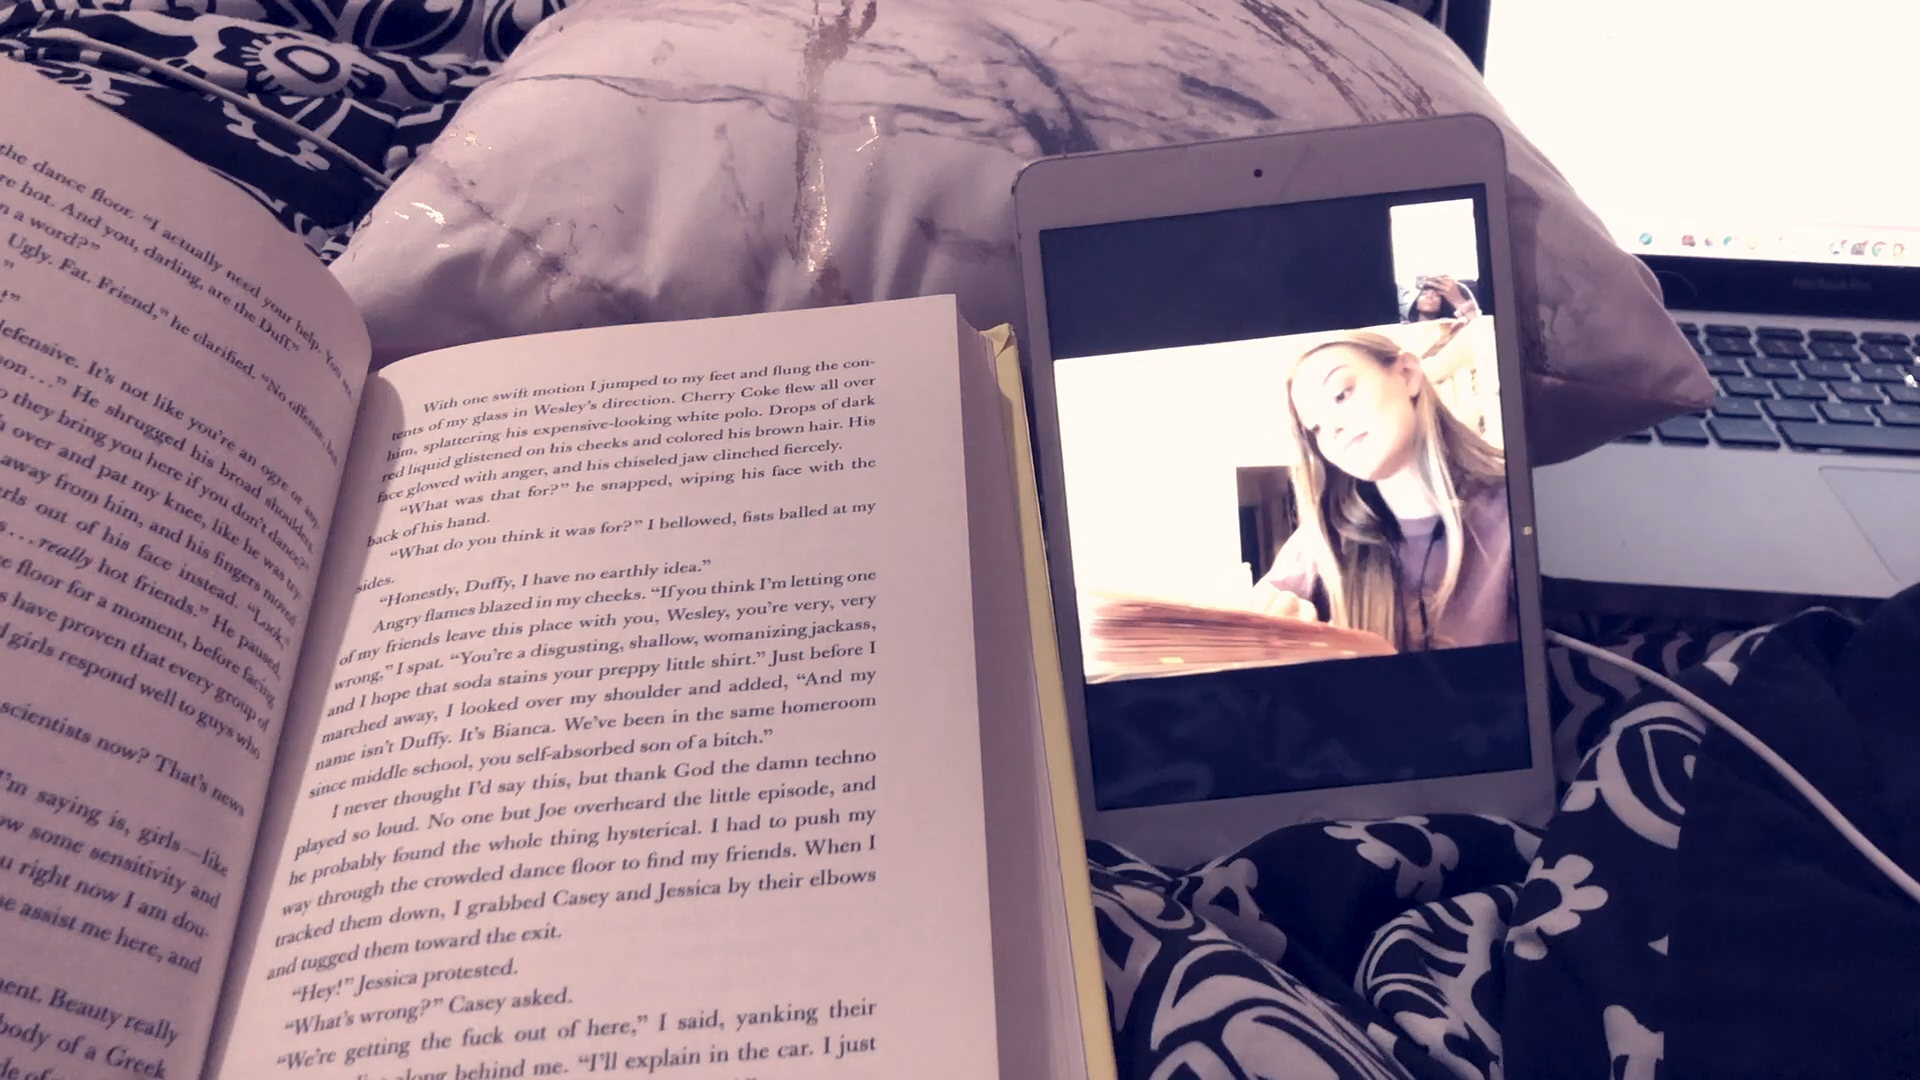 the dance floor. “I actually need your help. You
re hot. And you, darling, are the Duff.”
n a word?”
Ugly. Fat. Friend,” he clarified. “No offense, but
”
!”
defensive. It’s not like you’re an ogre or any-
son…” He shrugged his broad shoulders.
o they bring you here if you don’t dance?”
h over and pat my knee, like he was try-
away from him, and his fingers moved
rls out of his face instead. “Look,”
s…really hot friends.” He paused,
e floor for a moment, before facing
s have proven that every group of
d girls respond well to guys who
scientists now? That’s news
I’m saying is, girls—like
ow some sensitivity and
u right now I am dou-
se assist me here, and
ment. Beauty really
body of a Greek
With one swift motion I jumped to my feet and flung the con-
tents of my glass in Wesley’s direction. Cherry Coke flew all over
him, splattering his expensive-looking white polo. Drops of dark
red liquid glistened on his cheeks and colored his brown hair. His
face glowed with anger, and his chiseled jaw clinched fiercely.
“What was that for?” he snapped, wiping his face with the
back of his hand.
“What do you think it was for?” I bellowed, fists balled at my
sides.
“Honestly, Duffy, I have no earthly idea.”
Angry flames blazed in my cheeks. “If you think I’m letting one
of my friends leave this place with you, Wesley, you’re very, very
wrong,” I spat. “You’re a disgusting, shallow, womanizing jackass,
and I hope that soda stains your preppy little shirt.” Just before I
marched away, I looked over my shoulder and added, “And my
name isn’t Duffy. It’s Bianca. We’ve been in the same homeroom
since middle school, you self-absorbed son of a bitch.”
I never thought I’d say this, but thank God the damn techno
played so loud. No one but Joe overheard the little episode, and
he probably found the whole thing hysterical. I had to push my
way through the crowded dance floor to find my friends. When I
tracked them down, I grabbed Casey and Jessica by their elbows
and tugged them toward the exit.
“Hey!” Jessica protested.
“What’s wrong?” Casey asked.
“We’re getting the fuck out of here,” I said, yanking their
along behind me. “I’ll explain in the car. I just